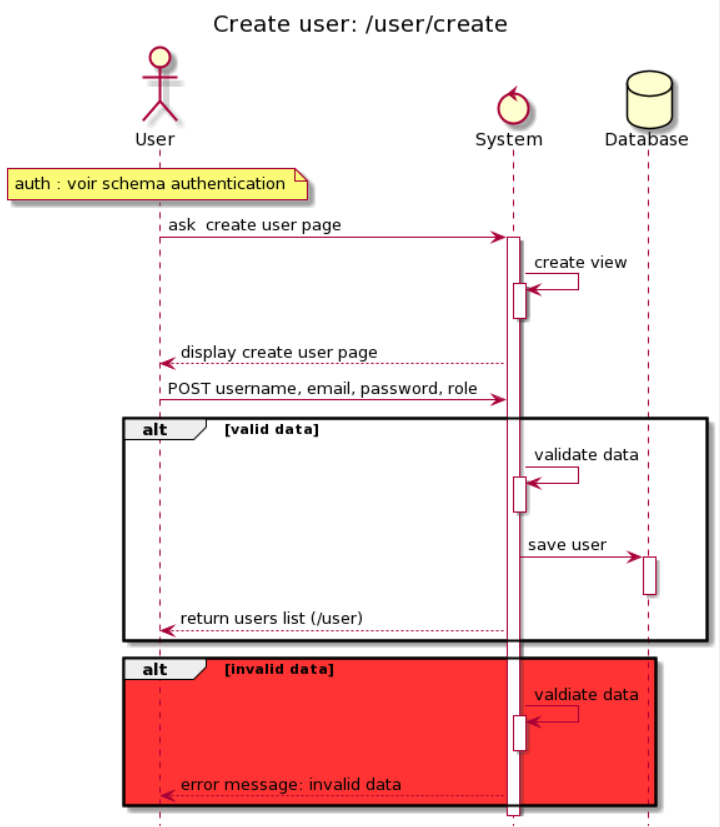 Create user: /user/create
User
System
Database
auth : voir schema authentication
ask  create user page
create view
display create user page
POST username, email, password, role
alt
[valid data]
validate data
save user
return users list (/user)
alt
[invalid data]
valdiate data
error message: invalid data